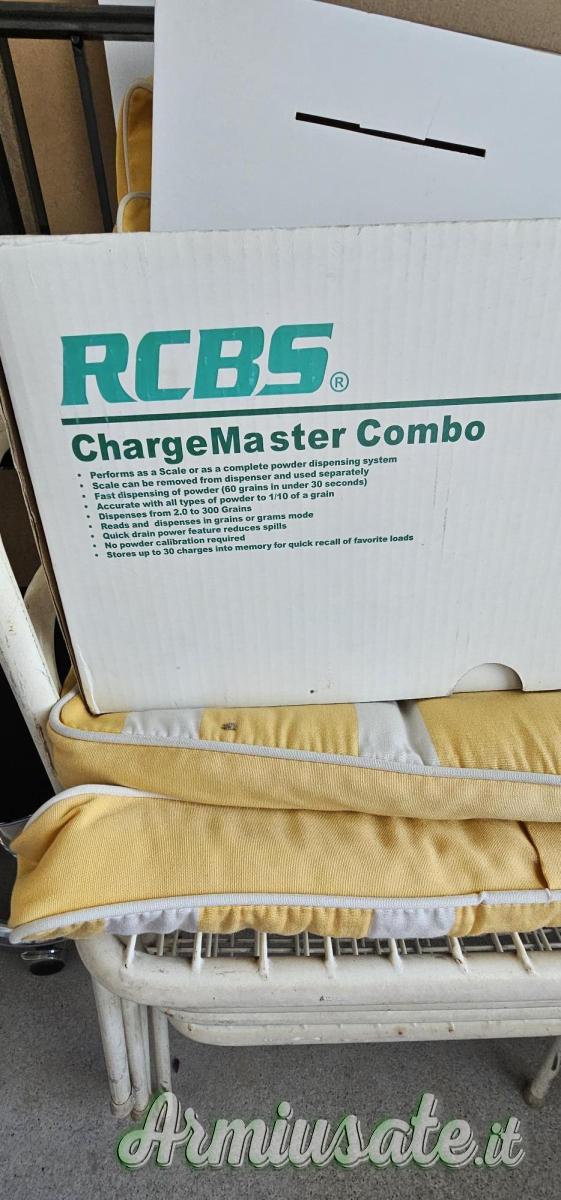 RCBS®
ChargeMaster Combo
• Performs as a Scale or as a complete powder dispensing system
• Scale can be removed from dispenser and used separately
• Fast dispensing of powder (60 grains in under 30 seconds)
• Accurate with all types of powder to 1/10 of a grain
• Dispenses from 2.0 to 300 Grains
• Reads and dispenses in grains or grams mode
• Quick drain power feature reduces spills
• No powder calibration required
• Stores up to 30 charges into memory for quick recall of favorite loads
Armiusate.it